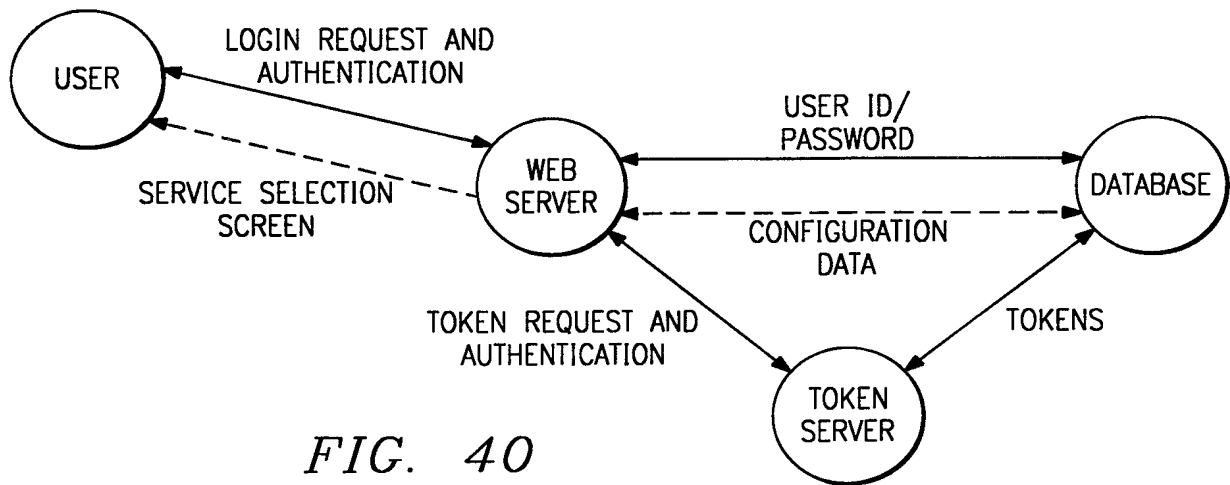 LOGIN REQUEST AND
AUTHENTICATION
USER
USER ID/
PASSWORD
WEB
SERVER
DATABASE
SERVICE SELECTION
SCREEN
CONFIGURATION
DATA
TOKEN REQUEST AND
AUTHENTICATION
TOKENS
TOKEN
SERVER
FIG. 40